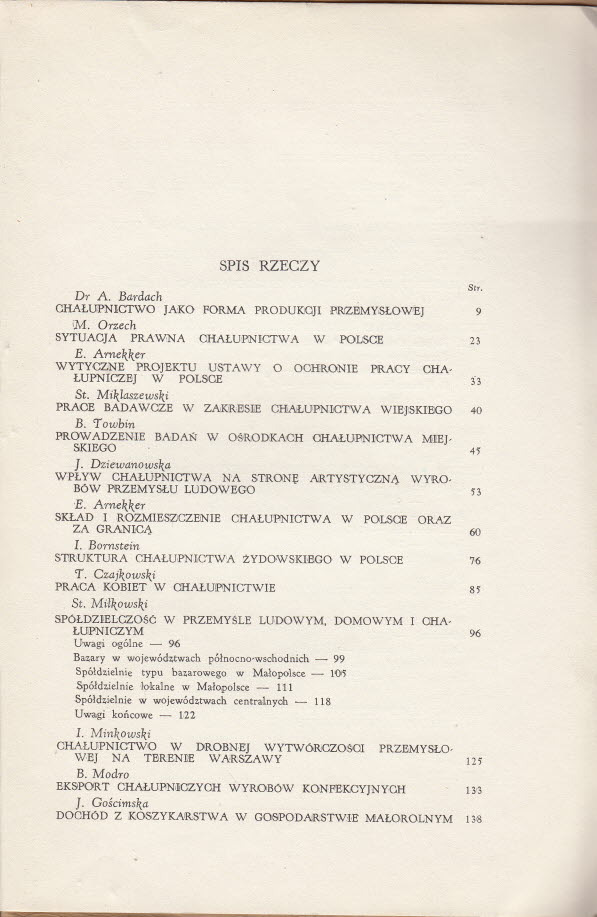 SPIS RZECZY
Str.
Dr A. Bardach
CHAŁUPNICTWO JAKO FORMA PRODUKCJI PRZEMYSŁOWEJ 9
M. Orzech
SYTUACJA PRAWNA CHAŁUPNICTWA W POLSCE 23
E. Arnekker
WYTYCZNE PROJEKTU USTAWY O OCHRONIE PRACY CHA-
ŁUPNICZEJ W POLSCE 33
St. Miklaszewski
PRACE BADAWCZE W ZAKRESIE CHAŁUPNICTWA WIEJSKIEGO 40
B. Towbin
PROWADZENIE BADAŃ W OŚRODKACH CHAŁUPNICTWA MIEJ-
SKIEGO 45
J. Dziewanowska
WPŁYW CHAŁUPNICTWA NA STRONĘ ARTYSTYCZNĄ WYRO-
BÓW PRZEMYSŁU LUDOWEGO 53
E. Arnekker
SKŁAD I ROZMIESZCZENIE CHAŁUPNICTWA W POLSCE ORAZ
ZA GRANICĄ 60
I. Bornstein
STRUKTURA CHAŁUPNICTWA ŻYDOWSKIEGO W POLSCE 76
T. Czajkowski
PRACA KOBIET W CHAŁUPNICTWIE 85
St. Miłkowski
SPÓŁDZIELCZOŚĆ W PRZEMYŚLE LUDOWYM, DOMOWYM I CHA-
ŁUPNICZYM 96
Uwagi ogólne — 96
Bazary w województwach północno-wschodnich — 99
Spółdzielnie typu bazarowego w Małopolsce — 105
Spółdzielnie lokalne w Małopolsce — 111
Spółdzielnie w województwach centralnych — 118
Uwagi końcowe — 122
I. Minkowski
CHAŁUPNICTWO W DROBNEJ WYTWÓRCZOŚCI PRZEMYSŁO-
WEJ NA TERENIE WARSZAWY 125
B. Modro
EKSPORT CHAŁUPNICZYCH WYROBÓW KONFEKCYJNYCH 133
J. Gościmska
DOCHÓD Z KOSZYKARSTWA W GOSPODARSTWIE MAŁOROLNYM 138